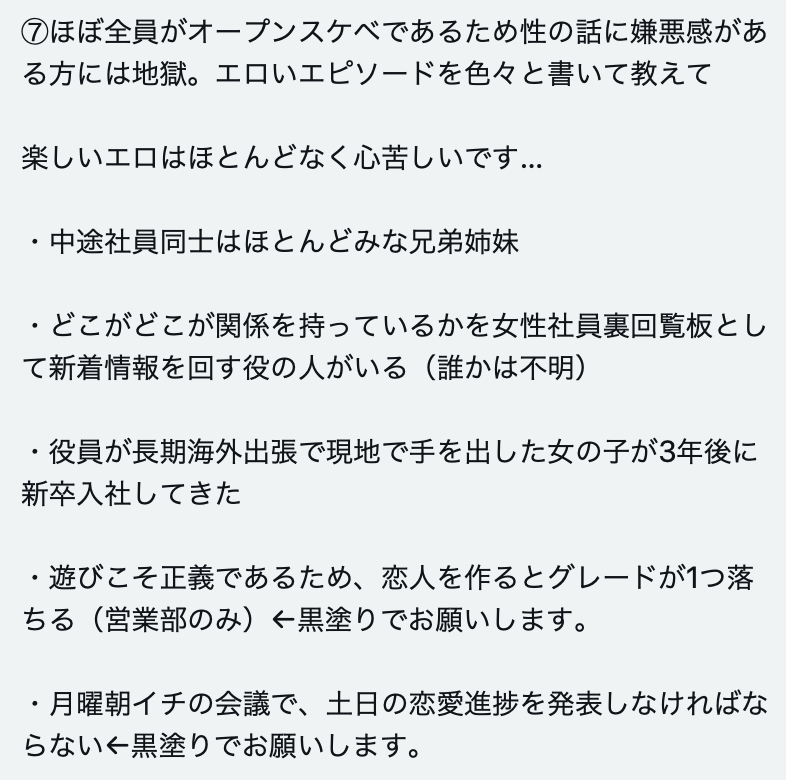 ⑦ほぼ全員がオープンスケベであるため性の話に嫌悪感があ
る方には地獄。エロいエピソードを色々と書いて教えて
楽しいエロはほとんどなく心苦しいです...
・中途社員同士はほとんどみな兄弟姉妹
・どこがどこが関係を持っているかを女性社員裏回覧板とし
て新着情報を回す役の人がいる（誰かは不明）
・役員が長期海外出張で現地で手を出した女の子が3年後に
新卒入社してきた
・遊びこそ正義であるため、恋人を作るとグレードが1つ落
ちる（営業部のみ）←黒塗りでお願いします。
・月曜朝イチの会議で、土日の恋愛進捗を発表しなければな
らない←黒塗りでお願いします。